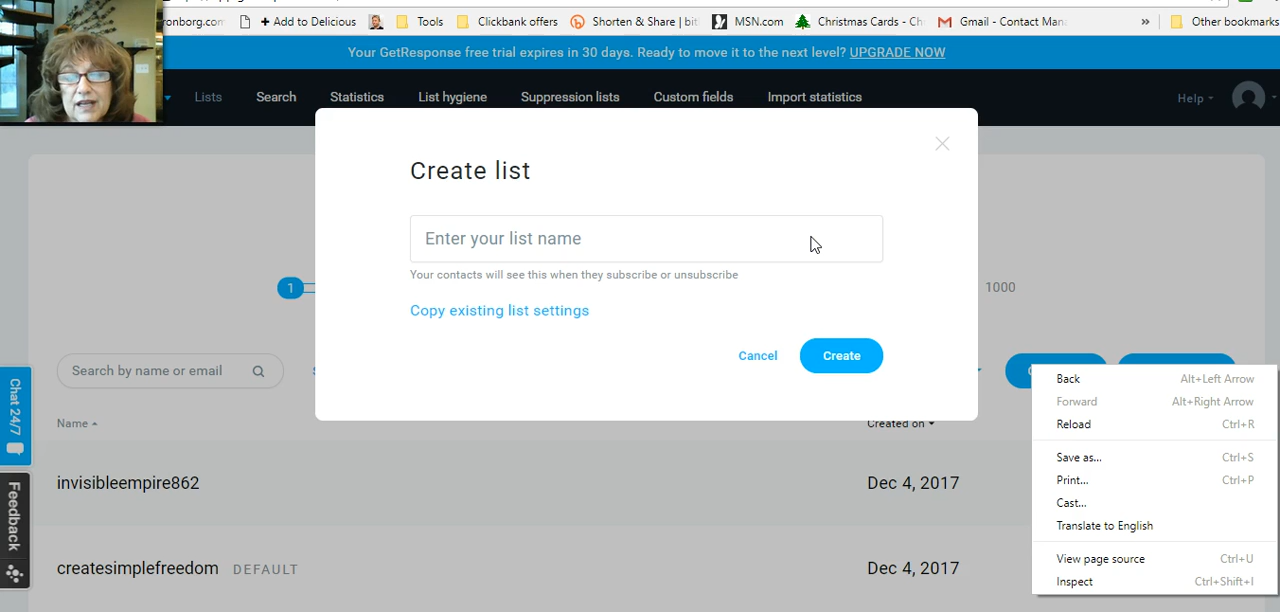 ronborg.com
+ Add to Delicious
Tools
Clickbank offers
Shorten & Share | bit
MSN.com
Christmas Cards - Ch
Gmail - Contact Man
»
Other bookmarks
Your GetResponse free trial expires in 30 days. Ready to move it to the next level? UPGRADE NOW
Lists
Search
Statistics
List hygiene
Suppression lists
Custom fields
Import statistics
Help
Create list
Enter your list name
Your contacts will see this when they subscribe or unsubscribe
Copy existing list settings
Cancel
Create
1
1000
Search by name or email
Name
Created on
invisibleempire862
Dec 4, 2017
createsimplefreedom DEFAULT
Dec 4, 2017
Chat 24/7
Feedback
Back Alt+Left Arrow
Forward Alt+Right Arrow
Reload Ctrl+R
Save as... Ctrl+S
Print... Ctrl+P
Cast...
Translate to English
View page source Ctrl+U
Inspect Ctrl+Shift+I